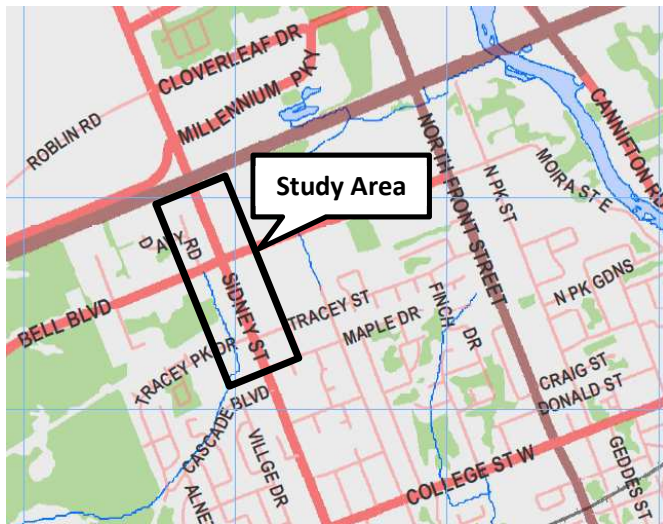 CLOVERLEAF DR
MILLENNIUM PKY
ROBLIN RD
CANNIFTON RD
NORTH FRONT STREET
N PK ST
MOIRA ST E
Study Area
D AVY RD
SIDNEY ST
BELL BLVD
TRACEY ST
N PK GDNS
MAPLE DR
FINCH DR
TRACEY PK DR
CRAIG ST
DONALD ST
CASCADE BLVD
VILLGE DR
COLLEGE ST W
GEDDES ST
ALNE